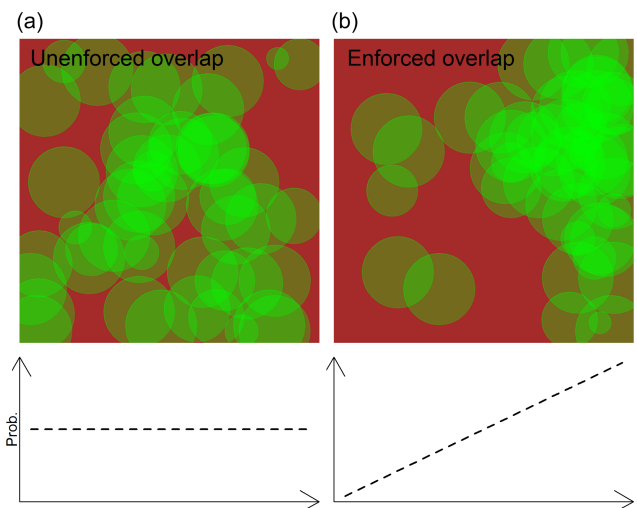 (a)
(b)
Unenforced overlap
Enforced overlap
Prob.